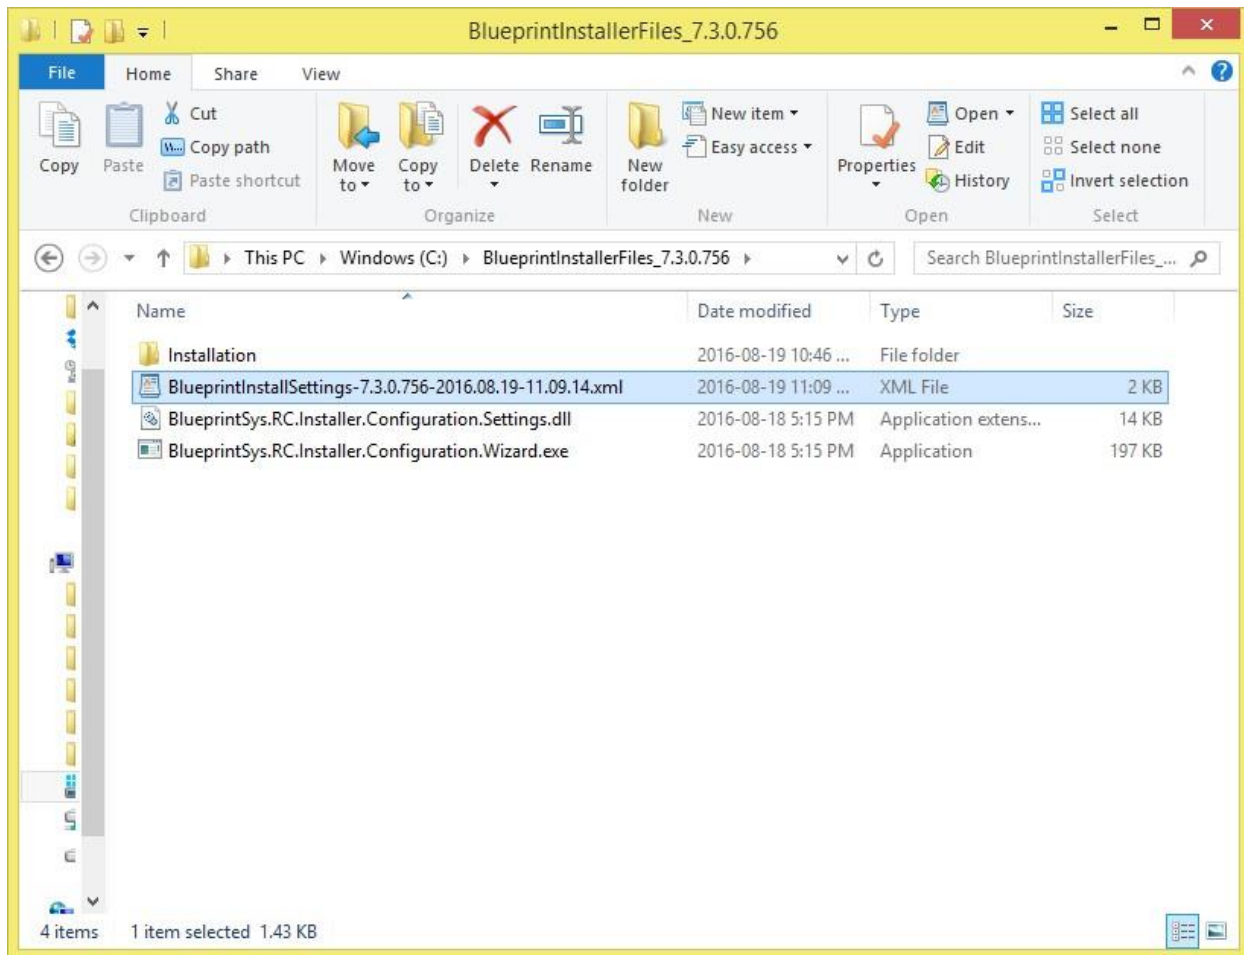 BlueprintInstallerFiles_7.3.0.756
File Home Share View
Copy
Paste
Cut
Copy path
Paste shortcut
Clipboard
Move to
Copy to
Delete
Rename
Organize
New folder
New item
Easy access
New
Properties
Open
Edit
History
Open
Select all
Select none
Invert selection
Select
This PC Windows (C:) BlueprintInstallerFiles_7.3.0.756
Search BlueprintInstallerFiles_...
Name Date modified Type Size
Installation 2016-08-19 10:46 ... File folder
BlueprintInstallSettings-7.3.0.756-2016.08.19-11.09.14.xml 2016-08-19 11:09 ... XML File 2 KB
BlueprintSys.RC.Installer.Configuration.Settings.dll 2016-08-18 5:15 PM Application extens... 14 KB
BlueprintSys.RC.Installer.Configuration.Wizard.exe 2016-08-18 5:15 PM Application 197 KB
4 items 1 item selected 1.43 KB